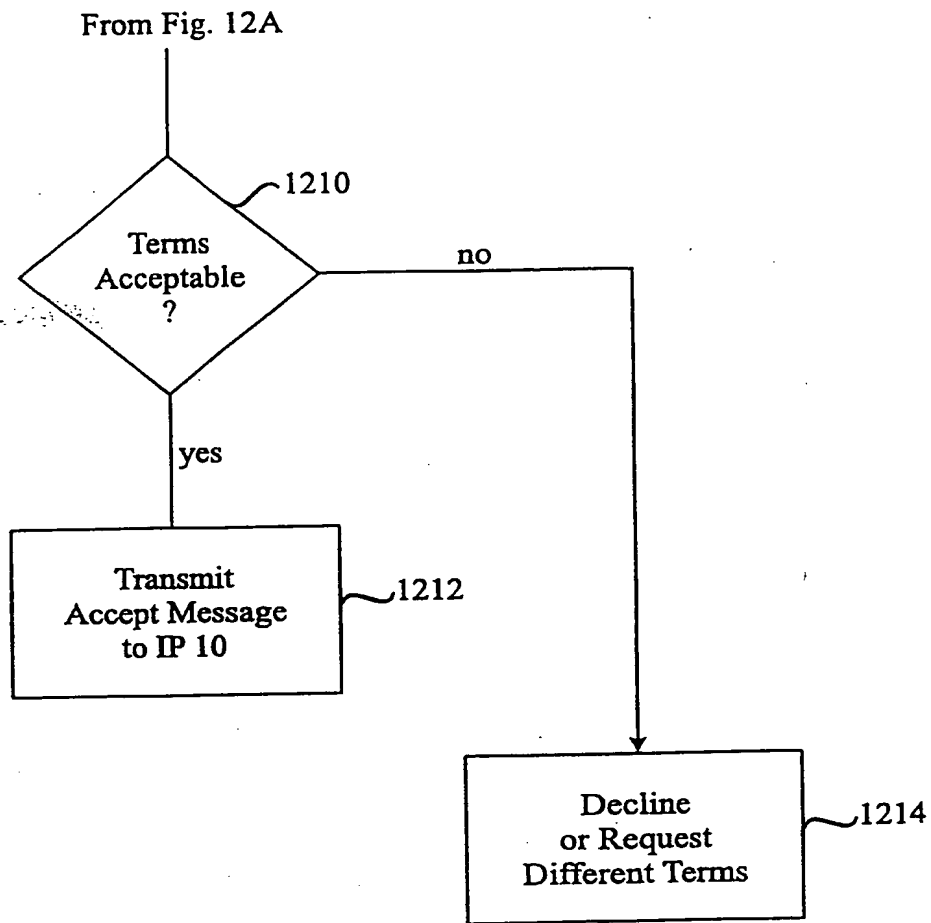 From Fig. 12A
1210
Terms
Acceptable
?
no
yes
Transmit
Accept Message
to IP 10
1212
Decline
or Request
Different Terms
1214